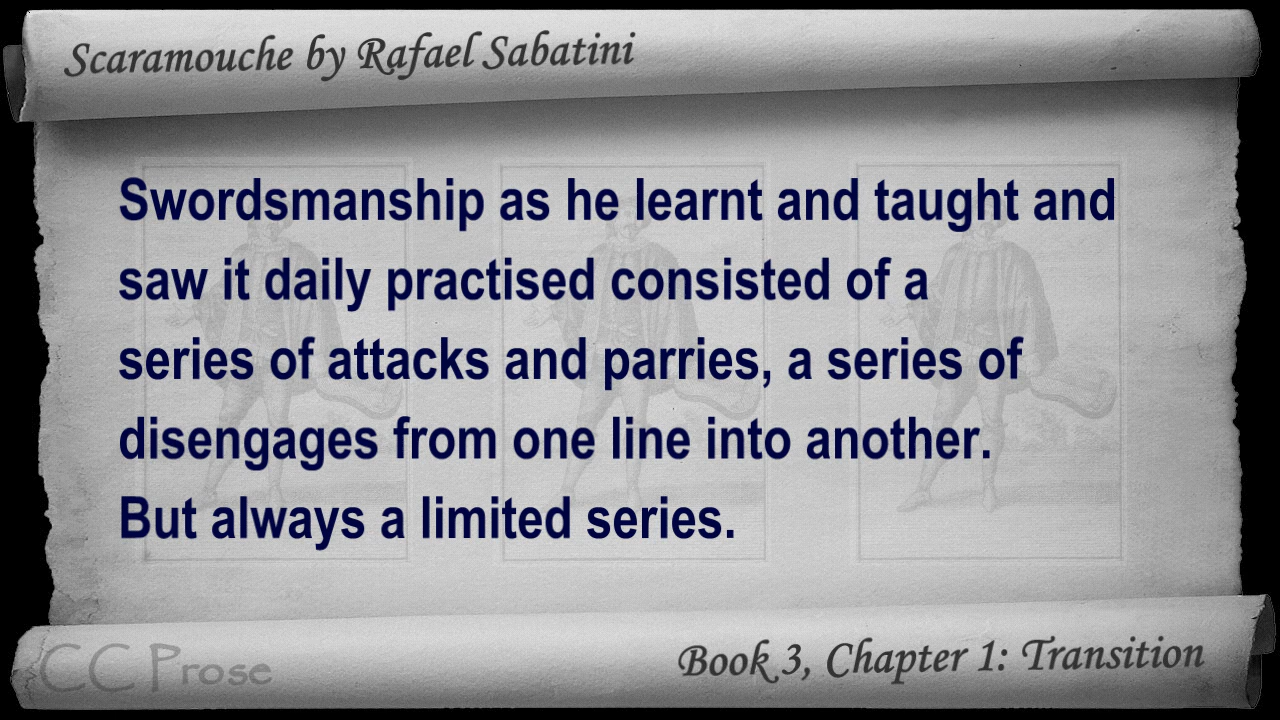 Scaramouche by Rafael Sabatini
Swordsmanship as he learnt and taught and
saw it daily practised consisted of a
series of attacks and parries, a series of
disengages from one line into another.
But always a limited series.
CC Prose
Book 3, Chapter 1: Transition